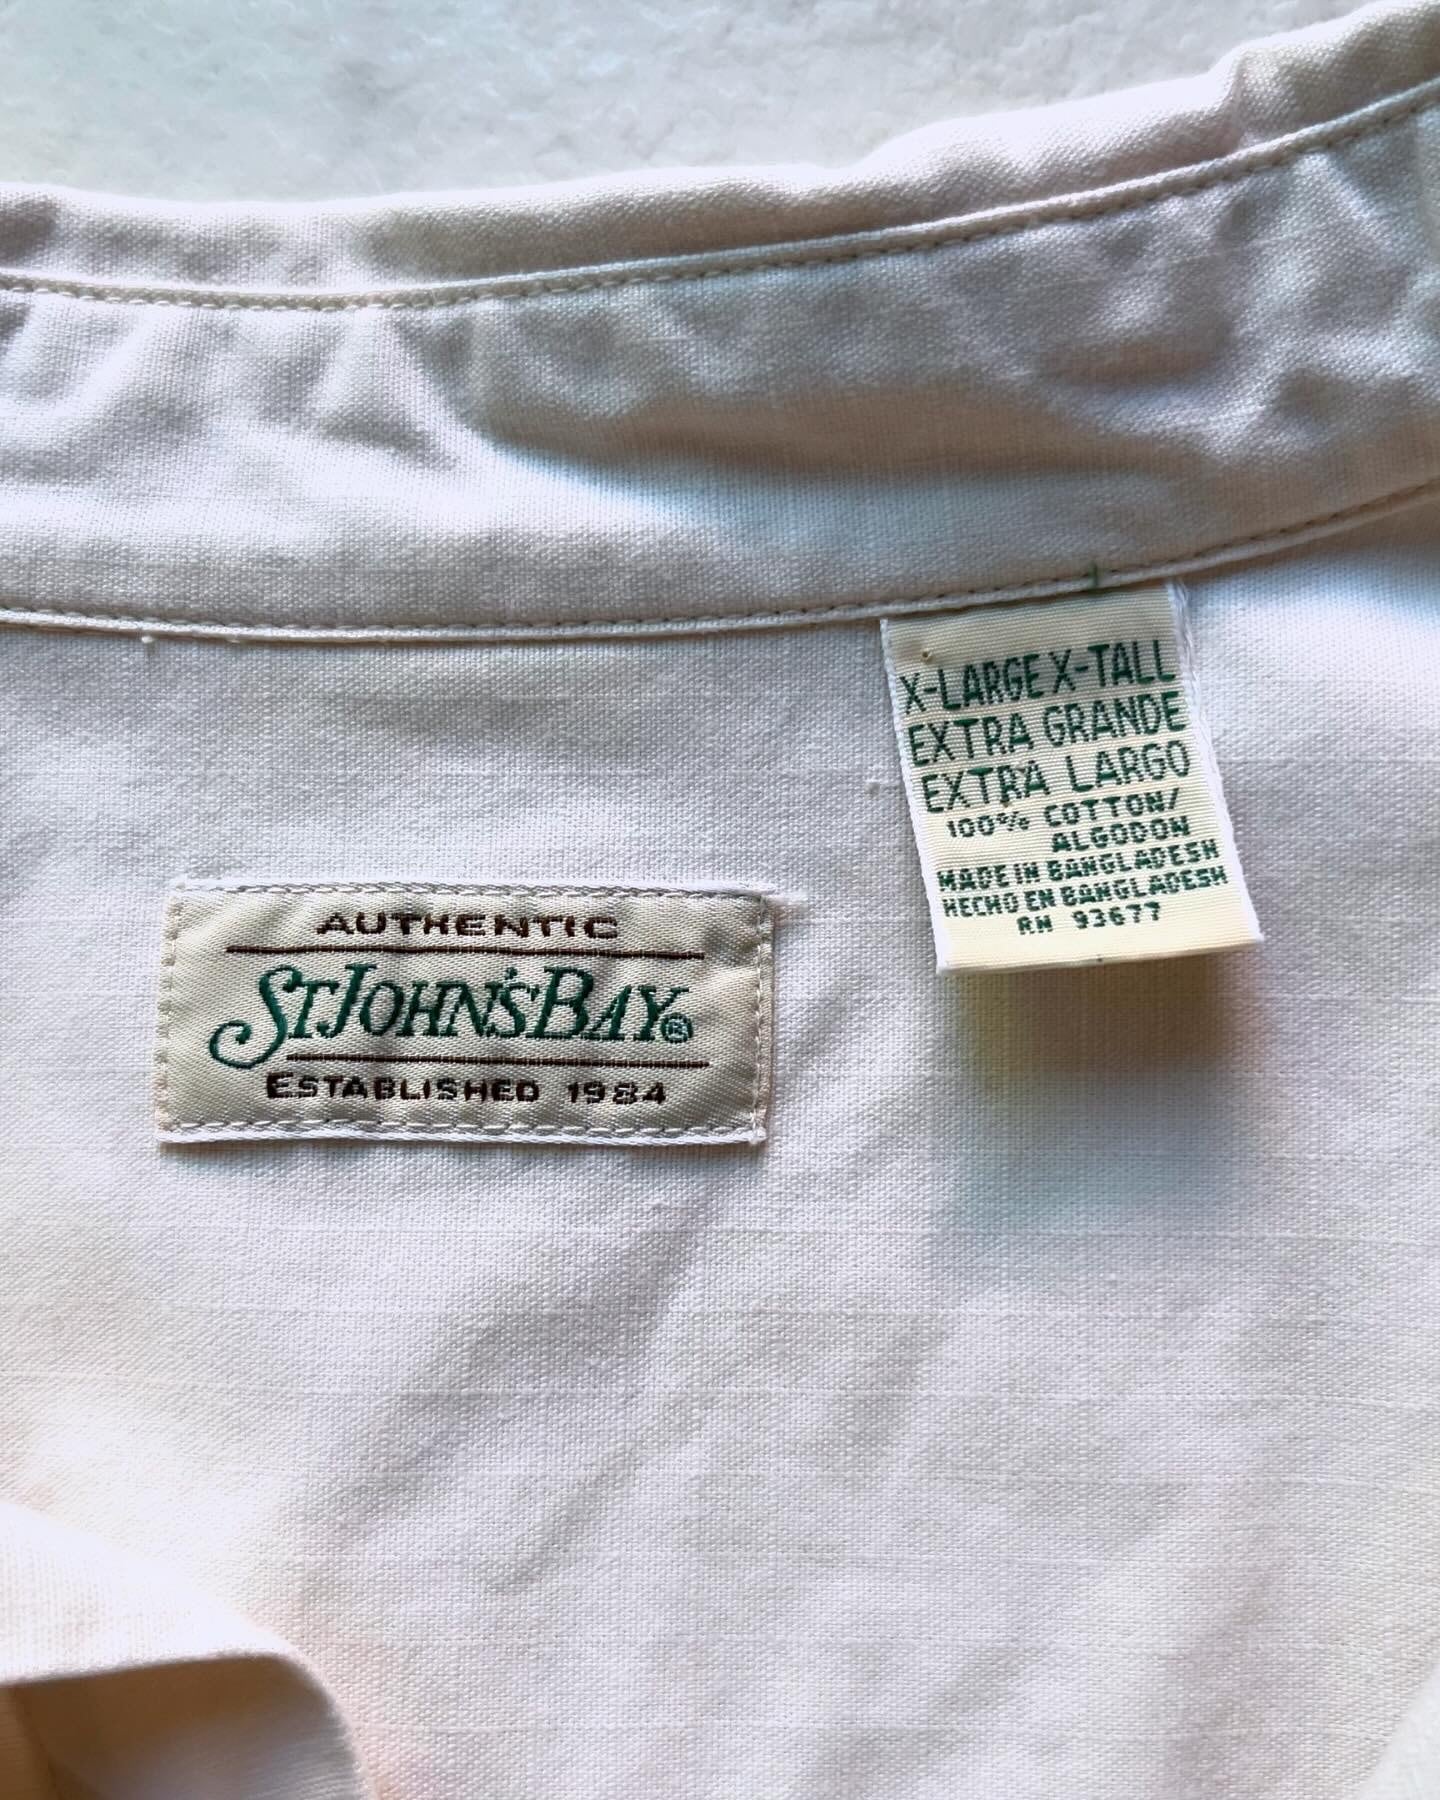 X-LARGE X-TALL
EXTRA GRANDE
EXTRA LARGO
100% COTTON/
ALGODON
MADE IN BANGLADESH
HECHO EN BANGLADESH
RN 93677
AUTHENTIC
ST JOHN'S BAY®
ESTABLISHED 1984